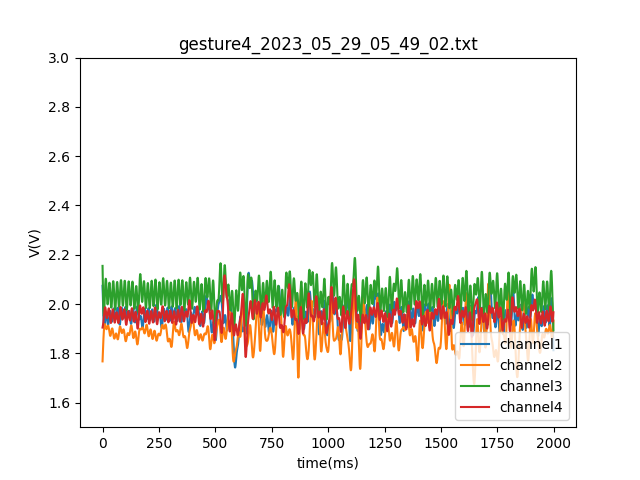 gesture4_2023_05_29_05_49_02.txt
3.0
2.8
2.6
2.4
2.2
2.0
1.8
1.6
V(V)
channel1
channel2
channel3
channel4
0 250 500 750 1000 1250 1500 1750 2000
time(ms)